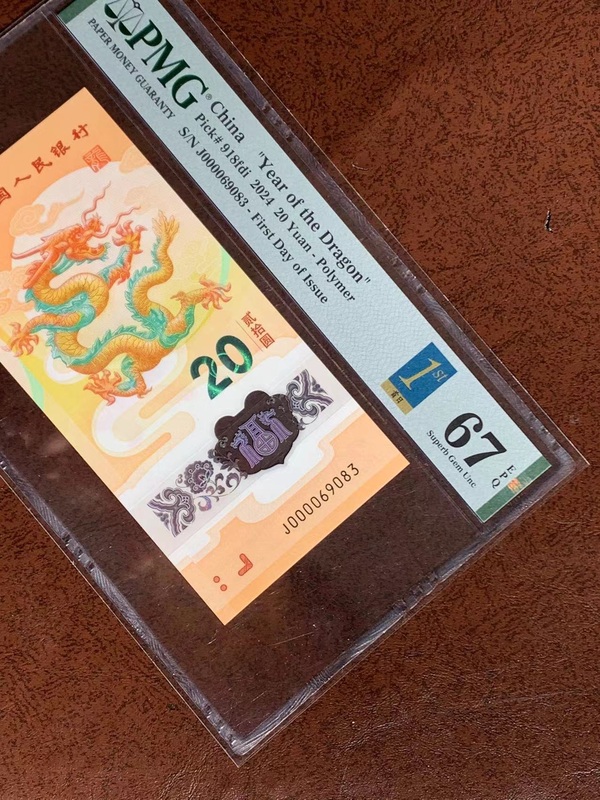 PMG®
PAPER MONEY GUARANTY
China "Year of the Dragon"
Pick# 918fdi 2024 20 Yuan - Polymer
S/N J000069083 - First Day of Issue
1st
67
EPQ
Superb Gem Unc
国人民银行
贰拾圆
20
J000069083